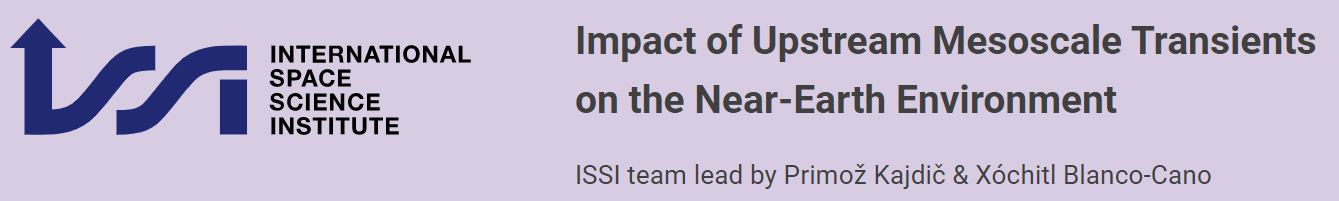 ISSI
INTERNATIONAL
SPACE
SCIENCE
INSTITUTE
Impact of Upstream Mesoscale Transients
on the Near-Earth Environment
ISSI team lead by Primož Kajdič & Xóchitl Blanco-Cano